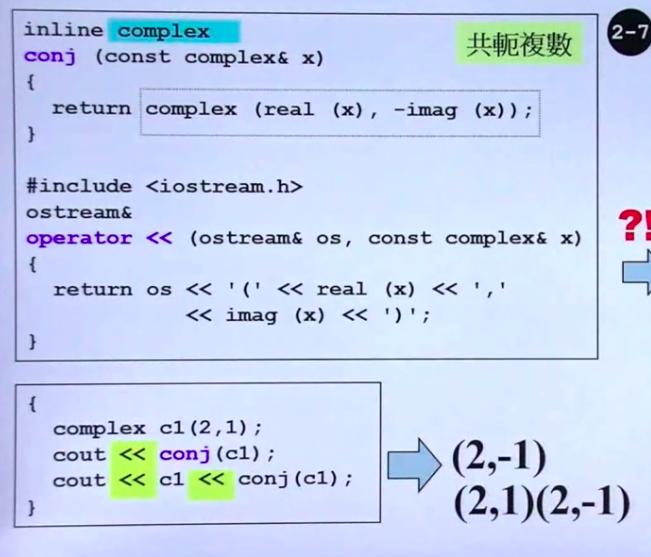 inline complex
共軛複數
2-7
conj (const complex& x)
{
return complex (real (x), -imag (x));
}
#include <iostream.h>
ostream&
operator << (ostream& os, const complex& x)
?!
{
return os << '(' << real (x) << ','
<< imag (x) << ')';
}
{
complex c1(2,1);
cout << conj(c1);
cout << c1 << conj(c1);
}
(2,-1)
(2,1)(2,-1)